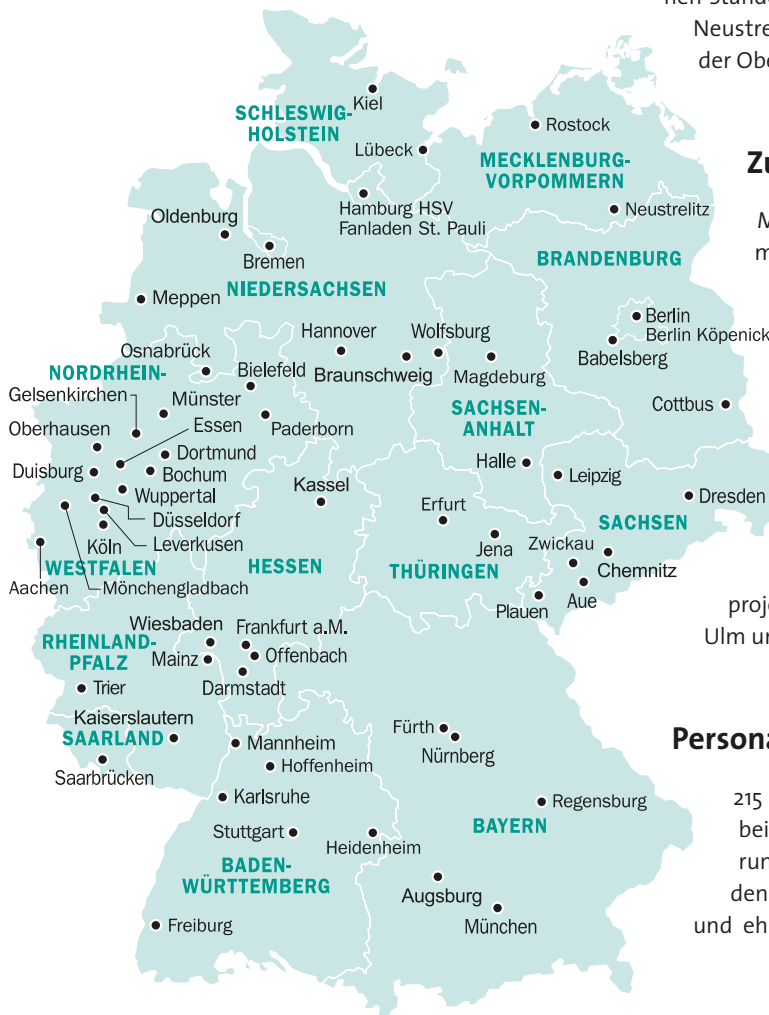 nen Standa
Neustre
der Obe
Kiel
SCHLESWIG-
HOLSTEIN
Rostock
Lübeck
MECKLENBURG-
VORPOMMERN
Zu
Hamburg HSV
Fanladen St. Pauli
Neustrelitz
M
m
Oldenburg
Bremen
BRANDENBURG
NIEDERSACHSEN
Meppen
Berlin
Berlin Köpenick
Babelsberg
Hannover
Wolfsburg
Osnabrück
Braunschweig
Magdeburg
NORDRHEIN-
Bielefeld
Gelsenkirchen
Münster
Cottbus
SACHSEN-
ANHALT
Oberhausen
Essen
Paderborn
Dortmund
Duisburg
Bochum
Halle
Leipzig
Wuppertal
Kassel
Dresden
Düsseldorf
Erfurt
SACHSEN
Köln
Leverkusen
Jena
Zwickau
WESTFALEN
HESSEN
THÜRINGEN
Chemnitz
Aachen
Mönchengladbach
Plauen
Aue
proje
Ulm un
Wiesbaden
Frankfurt a.M.
RHEINLAND-
PFALZ
Mainz
Offenbach
Trier
Darmstadt
Kaiserslautern
SAARLAND
Mannheim
Fürth
Nürnberg
Persona
Saarbrücken
Hoffenheim
Karlsruhe
Regensburg
215
Stuttgart
Heidenheim
BAYERN
bei
run
BADEN-
WÜRTTEMBERG
Augsburg
den
München
und eh
Freiburg